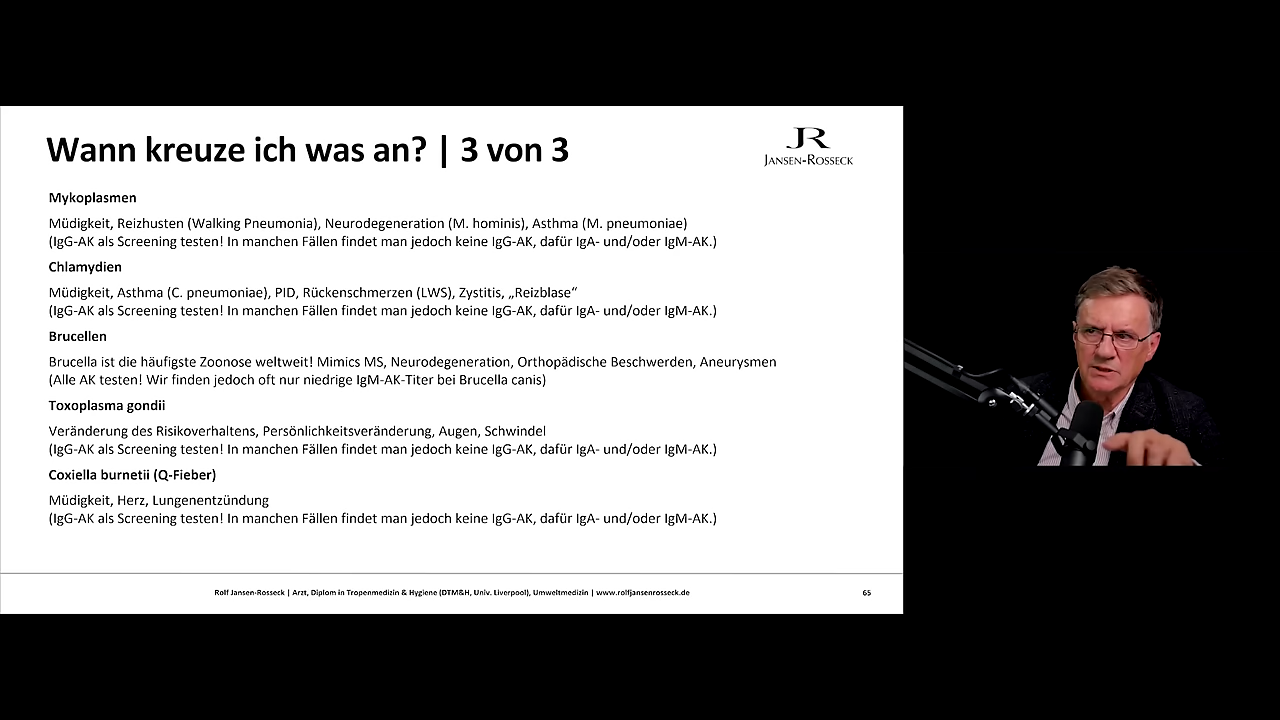 Wann kreuze ich was an? | 3 von 3
JR
JANSEN-ROSSECK
Mykoplasmen
Müdigkeit, Reizhusten (Walking Pneumonia), Neurodegeneration (M. hominis), Asthma (M. pneumoniae)
(IgG-AK als Screening testen! In manchen Fällen findet man jedoch keine IgG-AK, dafür IgA- und/oder IgM-AK.)
Chlamydien
Müdigkeit, Asthma (C. pneumoniae), PID, Rückenschmerzen (LWS), Zystitis, „Reizblase“
(IgG-AK als Screening testen! In manchen Fällen findet man jedoch keine IgG-AK, dafür IgA- und/oder IgM-AK.)
Brucellen
Brucella ist die häufigste Zoonose weltweit! Mimics MS, Neurodegeneration, Orthopädische Beschwerden, Aneurysmen
(Alle AK testen! Wir finden jedoch oft nur niedrige IgM-AK-Titer bei Brucella canis)
Toxoplasma gondii
Veränderung des Risikoverhaltens, Persönlichkeitsveränderung, Augen, Schwindel
(IgG-AK als Screening testen! In manchen Fällen findet man jedoch keine IgG-AK, dafür IgA- und/oder IgM-AK.)
Coxiella burnetii (Q-Fieber)
Müdigkeit, Herz, Lungenentzündung
(IgG-AK als Screening testen! In manchen Fällen findet man jedoch keine IgG-AK, dafür IgA- und/oder IgM-AK.)
Rolf Jansen-Rosseck | Arzt, Diplom in Tropenmedizin & Hygiene (DTM&H, Univ. Liverpool), Umweltmedizin | www.rolfjansenrosseck.de
65